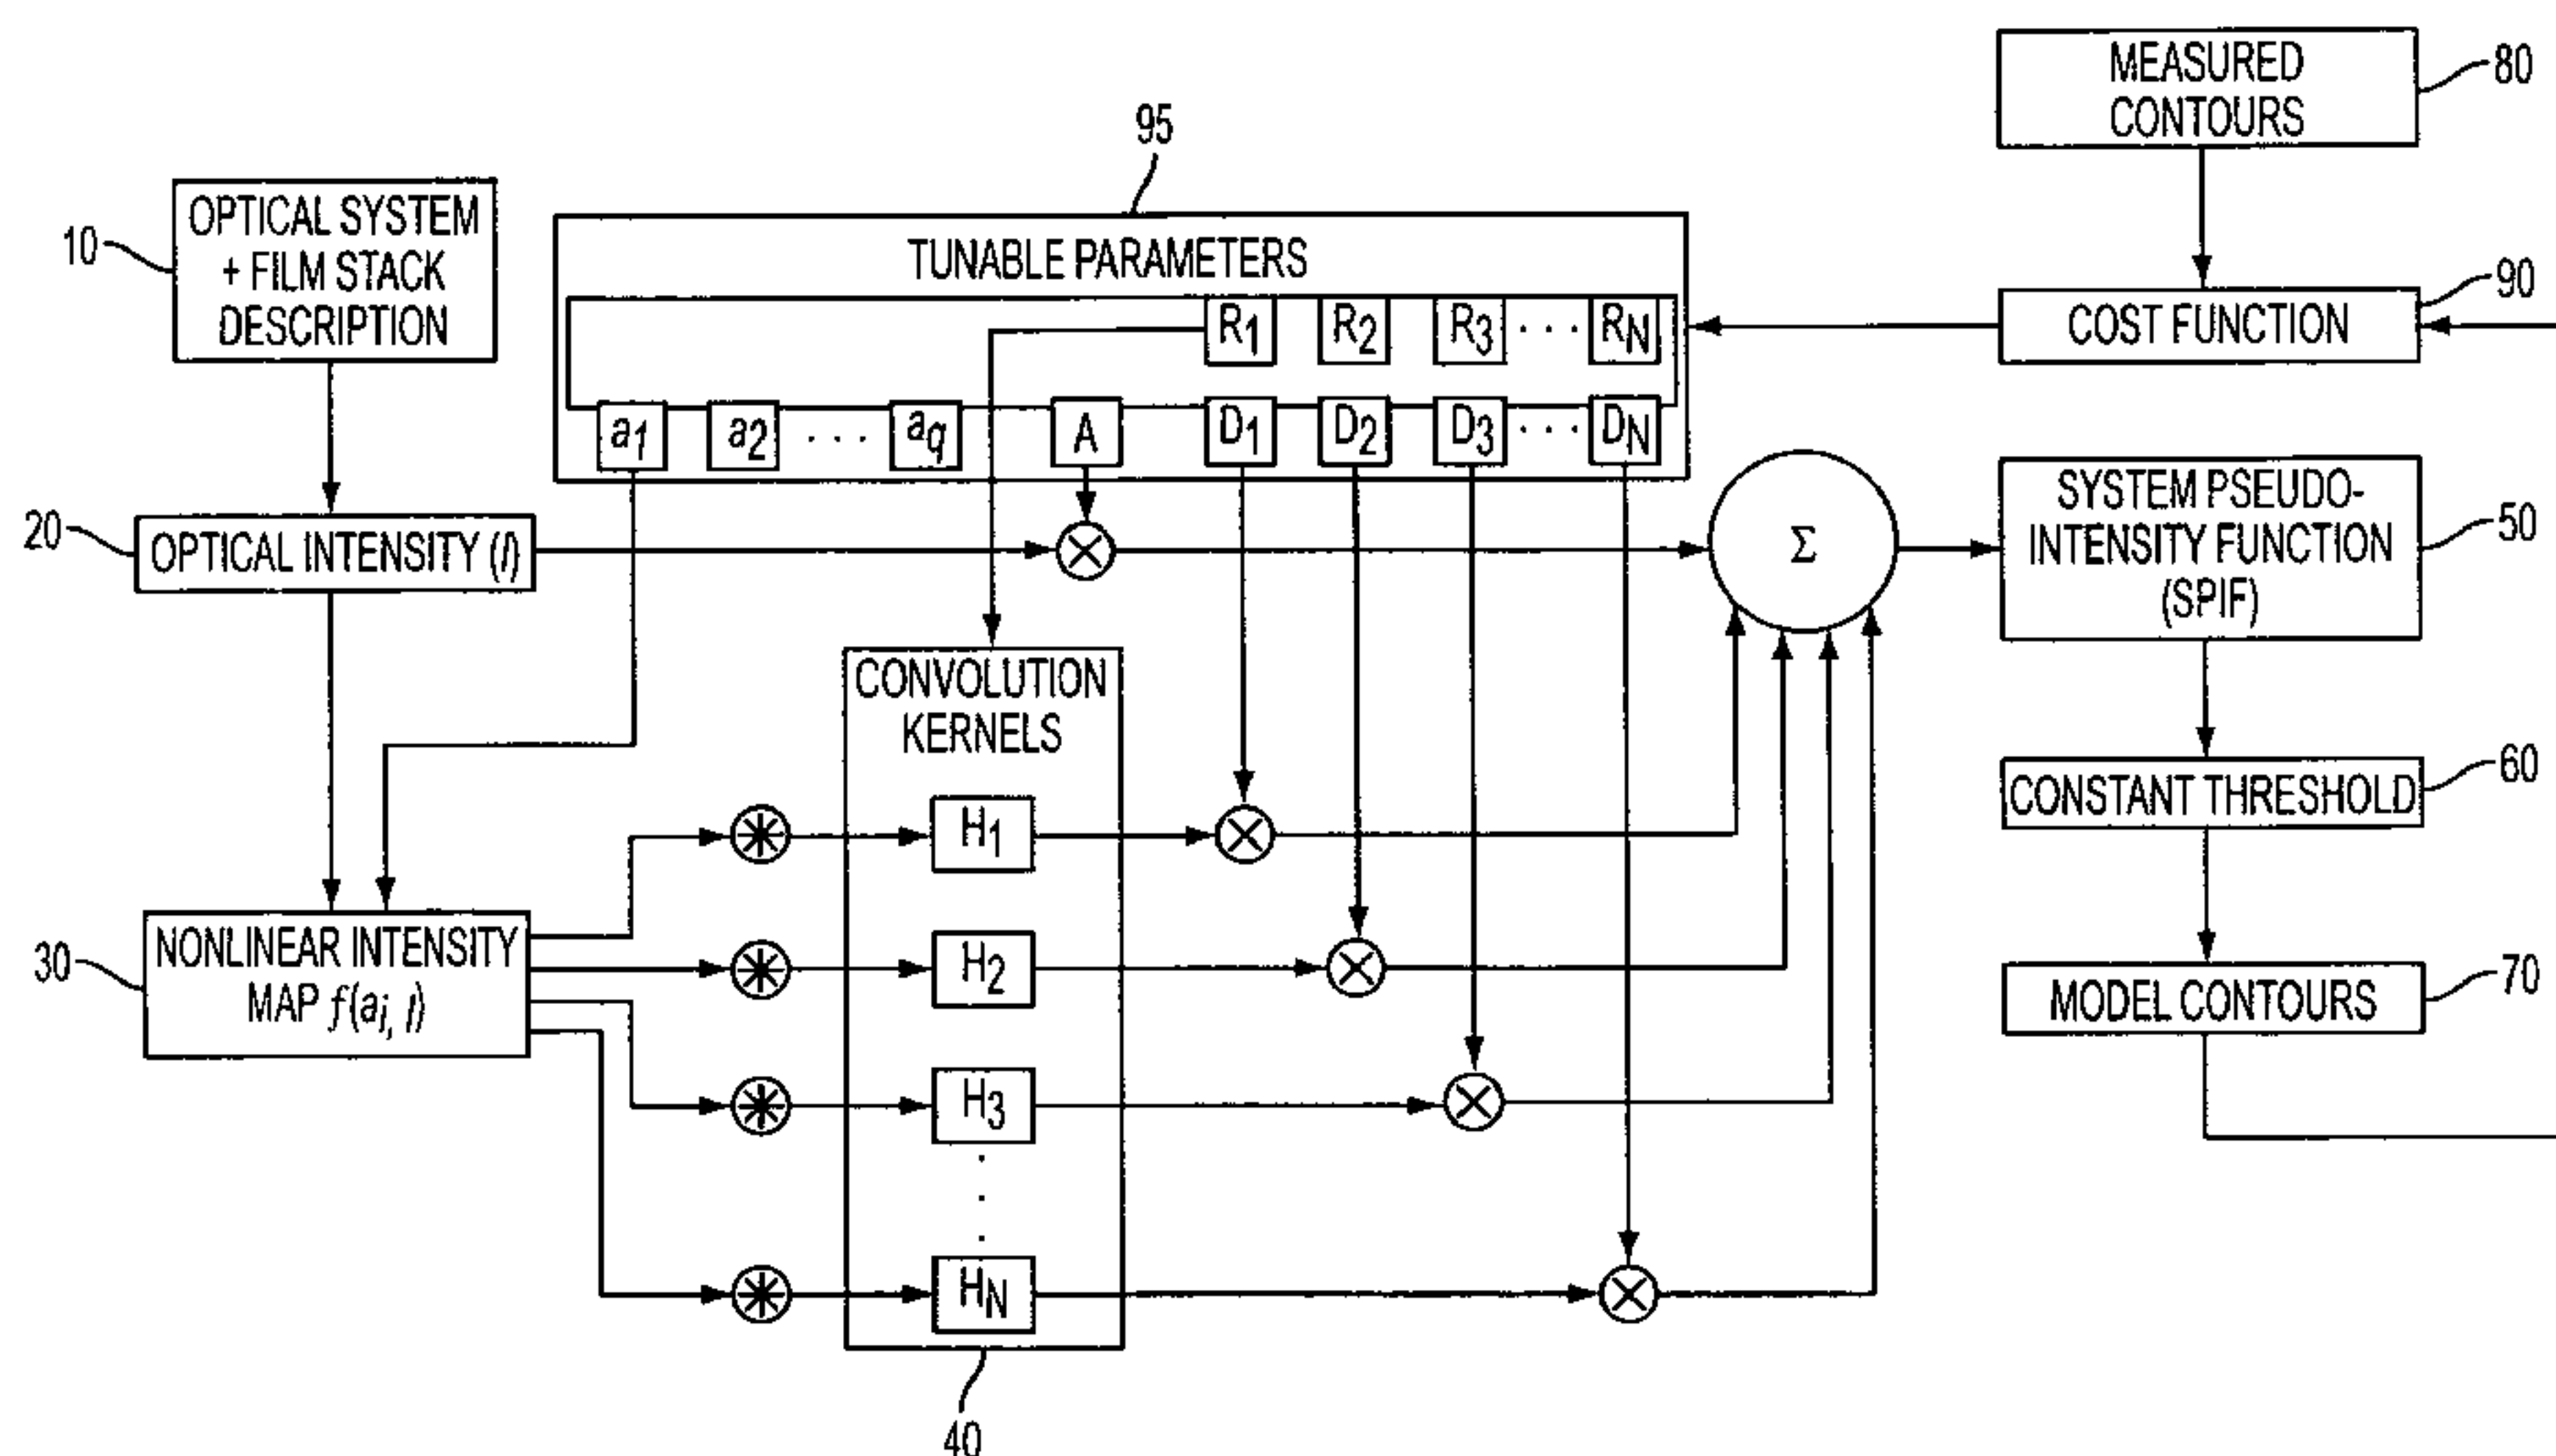 10
OPTICAL SYSTEM
+ FILM STACK
DESCRIPTION
20
OPTICAL INTENSITY (I)
30
NONLINEAR INTENSITY
MAP f(ai, I)
95
TUNABLE PARAMETERS
R1 R2 R3 ··· RN
a1 a2 ··· aq A D1 D2 D3 ··· DN
CONVOLUTION
KERNELS
H1
H2
H3
HN
40
Σ
MEASURED
CONTOURS
80
COST FUNCTION
90
SYSTEM PSEUDO-
INTENSITY FUNCTION
(SPIF)
50
CONSTANT THRESHOLD
60
MODEL CONTOURS
70